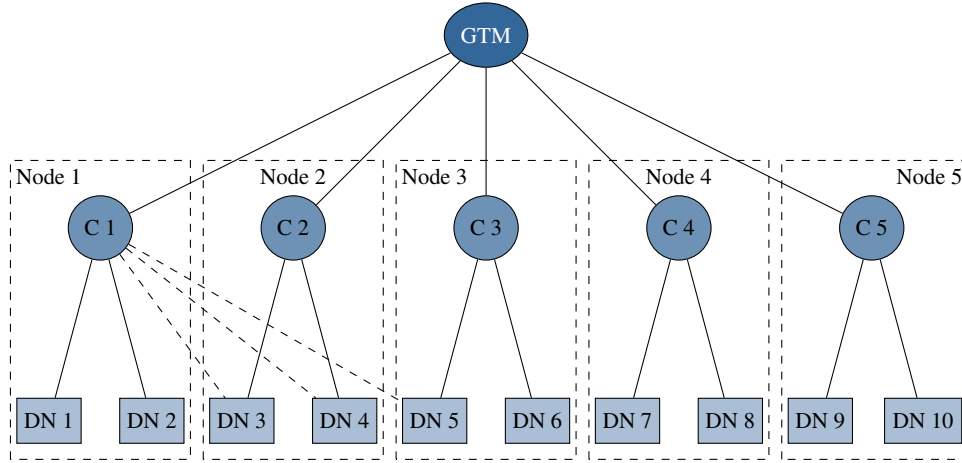 GTM
Node 1
Node 2
Node 3
Node 4
Node 5
C 1
C 2
C 3
C 4
C 5
DN 1
DN 2
DN 3
DN 4
DN 5
DN 6
DN 7
DN 8
DN 9
DN 10